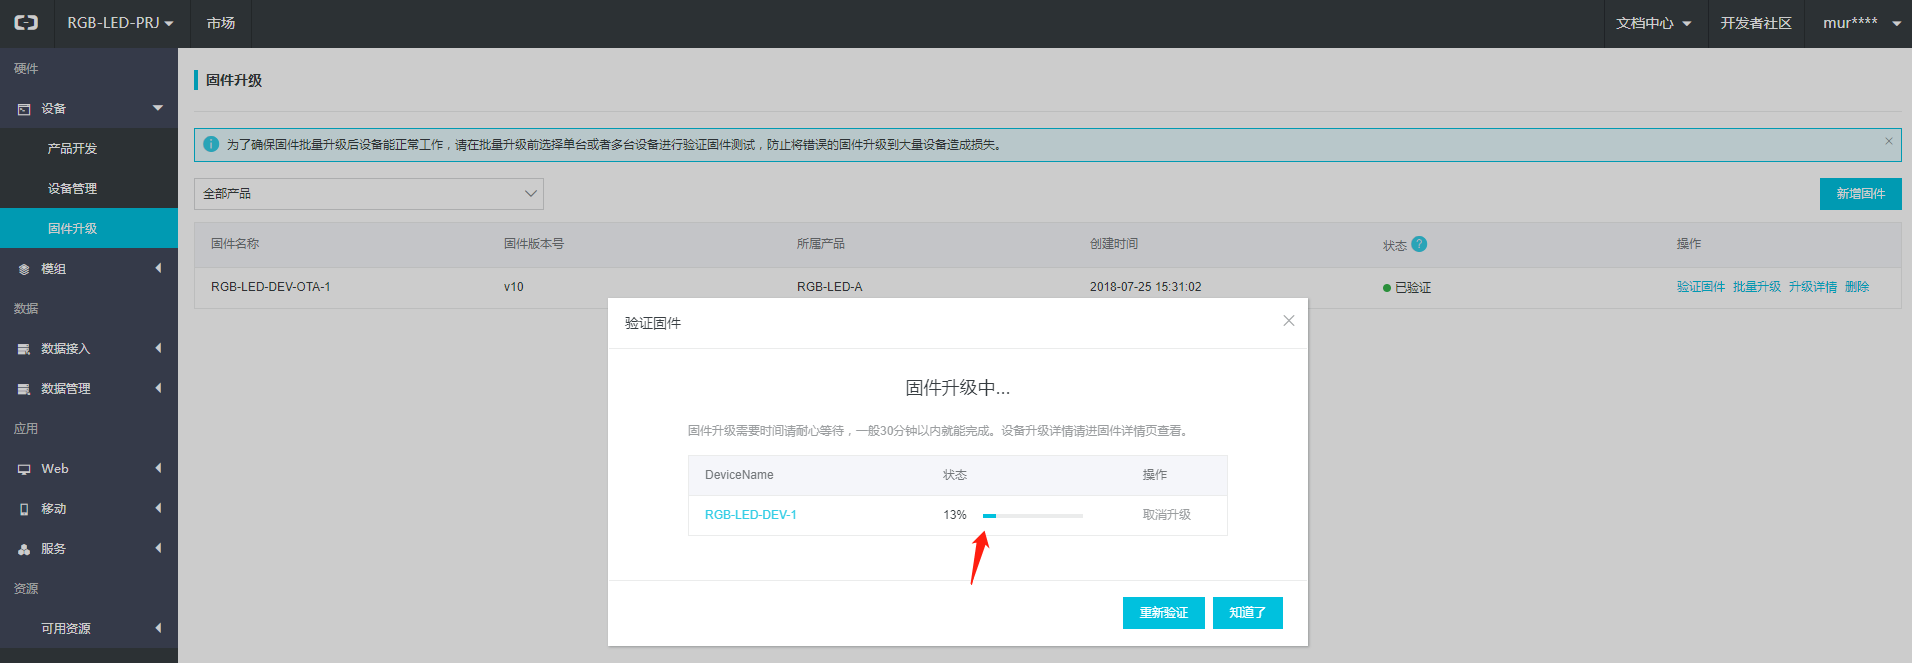 RGB-LED-PRJ 市场 文档中心 开发者社区 mur****
硬件
设备
产品开发
设备管理
固件升级
模组
数据
数据接入
数据管理
应用
Web
移动
服务
资源
可用资源
固件升级
为了确保固件批量升级后设备能正常工作，请在批量升级前选择单台或者多台设备进行验证固件测试，防止将错误的固件升级到大量设备造成损失。
全部产品
新增固件
固件名称 固件版本号 所属产品 创建时间 状态 ? 操作
RGB-LED-DEV-OTA-1 v10 RGB-LED-A 2018-07-25 15:31:02 已验证 验证固件 批量升级 升级详情 删除
验证固件
固件升级中...
固件升级需要时间请耐心等待，一般30分钟以内就能完成。设备升级详情请进固件详情页查看。
DeviceName 状态 操作
RGB-LED-DEV-1 13% 取消升级
重新验证 知道了